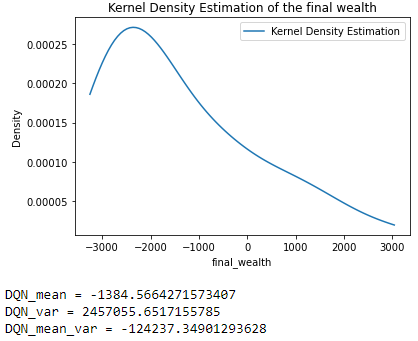 Kernel Density Estimation of the final wealth
Kernel Density Estimation
0.00025
0.00020
0.00015
0.00010
0.00005
Density
−3000 −2000 −1000 0 1000 2000 3000
final_wealth
DQN_mean = -1384.5664271573407
DQN_var = 2457055.6517155785
DQN_mean_var = -124237.34901293628